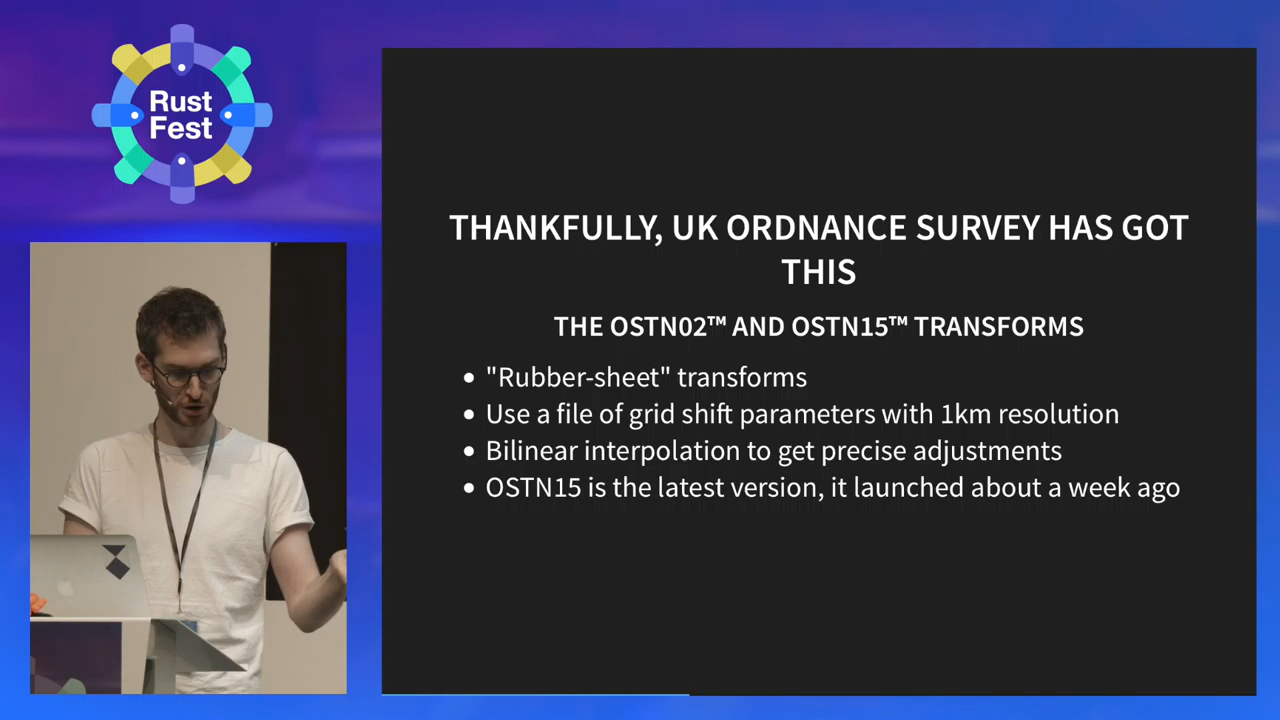 Rust
Fest
THANKFULLY, UK ORDNANCE SURVEY HAS GOT
THIS
THE OSTN02™ AND OSTN15™ TRANSFORMS
"Rubber-sheet" transforms
Use a file of grid shift parameters with 1km resolution
Bilinear interpolation to get precise adjustments
OSTN15 is the latest version, it launched about a week ago